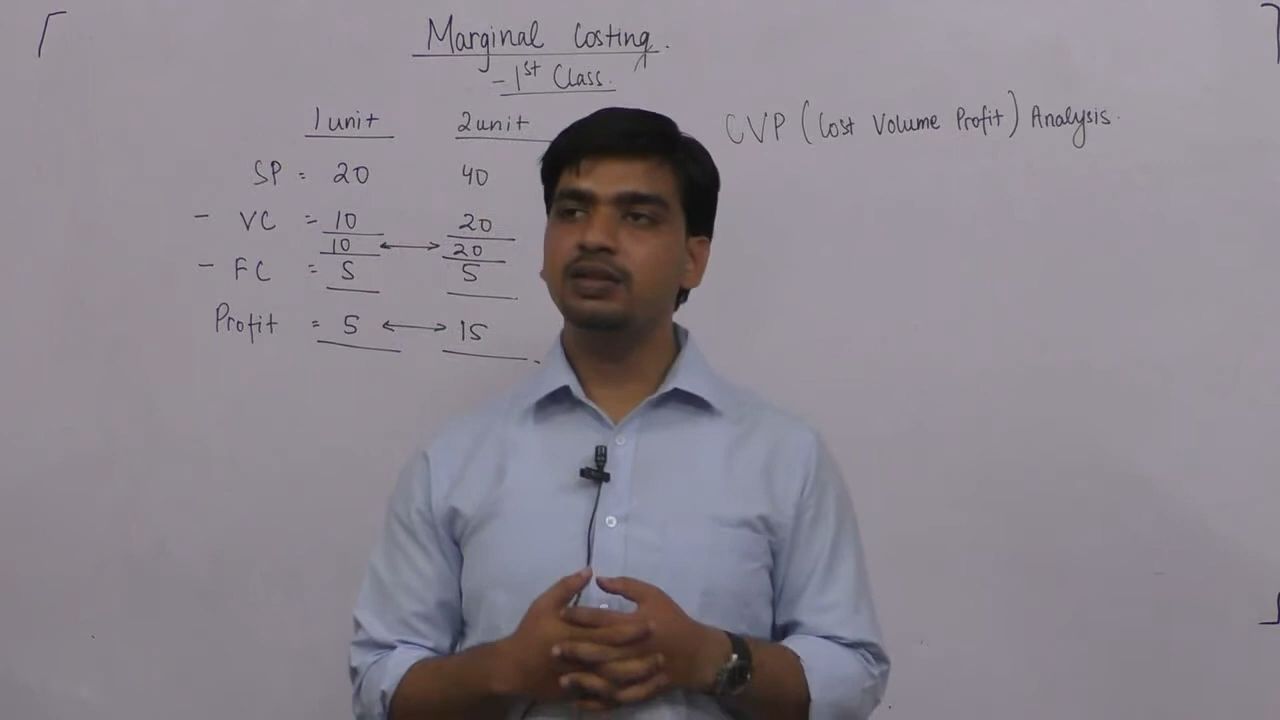 Marginal Costing.
- 1st Class.
1 unit 2 unit
SP = 20 40
- VC = 10 20
10 ↔ 20
- FC = 5 5
Profit = 5 ↔ 15
CVP (Cost Volume Profit) Analysis.